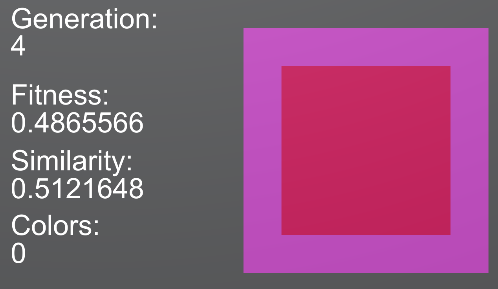 Generation:
4
Fitness:
0.4865566
Similarity:
0.5121648
Colors:
0